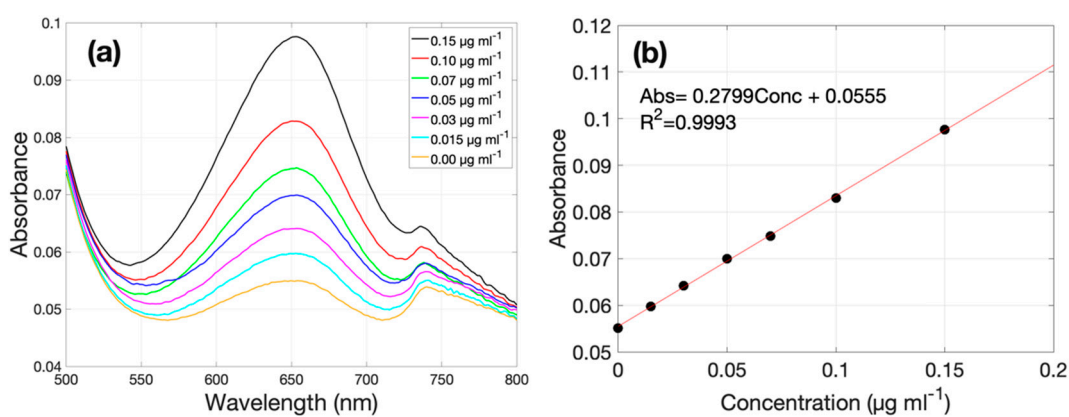 (a)
0.15 µg ml⁻¹
0.10 µg ml⁻¹
0.07 µg ml⁻¹
0.05 µg ml⁻¹
0.03 µg ml⁻¹
0.015 µg ml⁻¹
0.00 µg ml⁻¹
Absorbance
0.1
0.09
0.08
0.07
0.06
0.05
0.04
500 550 600 650 700 750 800
Wavelength (nm)
(b)
Abs= 0.2799Conc + 0.0555
R²=0.9993
Absorbance
0.12
0.11
0.1
0.09
0.08
0.07
0.06
0.05
0 0.05 0.1 0.15 0.2
Concentration (µg ml⁻¹)